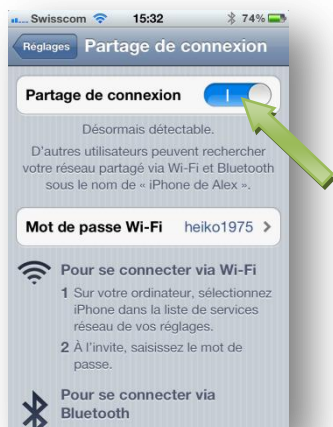 Swisscom 15:32 74%
Réglages Partage de connexion
Partage de connexion
Désormais détectable.
D'autres utilisateurs peuvent rechercher
votre réseau partagé via Wi-Fi et Bluetooth
sous le nom de « iPhone de Alex ».
Mot de passe Wi-Fi heiko1975
Pour se connecter via Wi-Fi
1 Sur votre ordinateur, sélectionnez
iPhone dans la liste de services
réseau de vos réglages.
2 À l'invite, saisissez le mot de
passe.
Pour se connecter via
Bluetooth